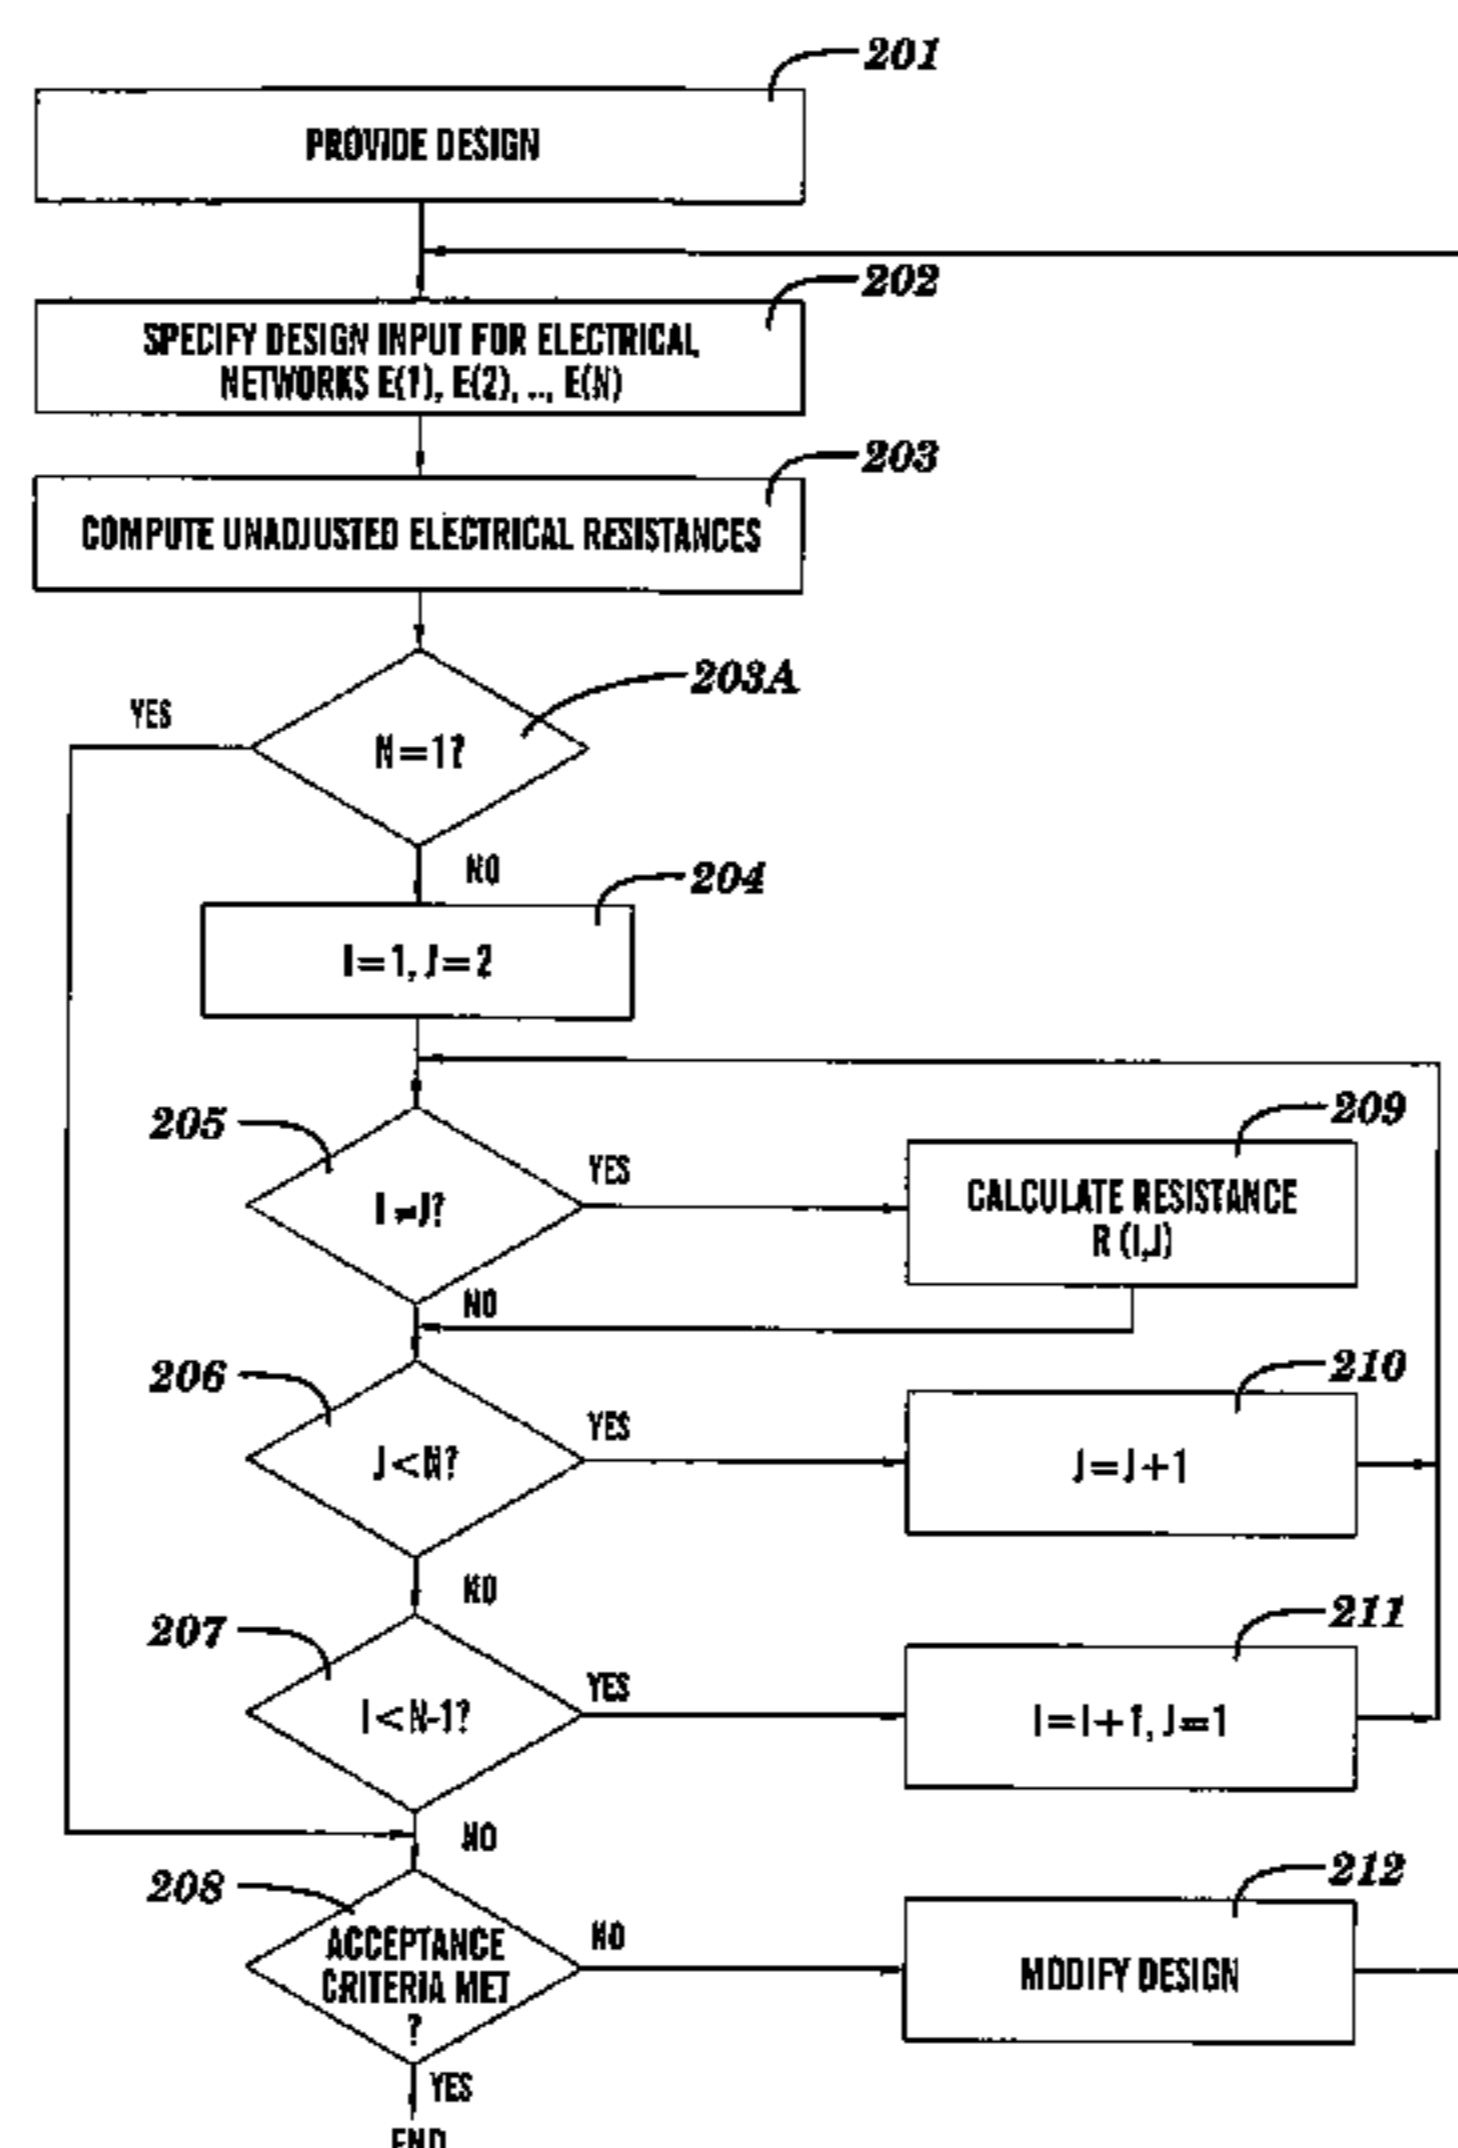 201
PROVIDE DESIGN
202
SPECIFY DESIGN INPUT FOR ELECTRICAL
NETWORKS E(1), E(2), .., E(N)
203
COMPUTE UNADJUSTED ELECTRICAL RESISTANCES
203A
YES
N=1?
NO
204
I=1, J=2
205
I≠J?
YES
209
CALCULATE RESISTANCE
R (I,J)
NO
206
J<N?
YES
210
J=J+1
NO
207
I<N-1?
YES
211
I=I+1, J=1
NO
208
ACCEPTANCE
CRITERIA MET
?
NO
212
MODIFY DESIGN
YES
END